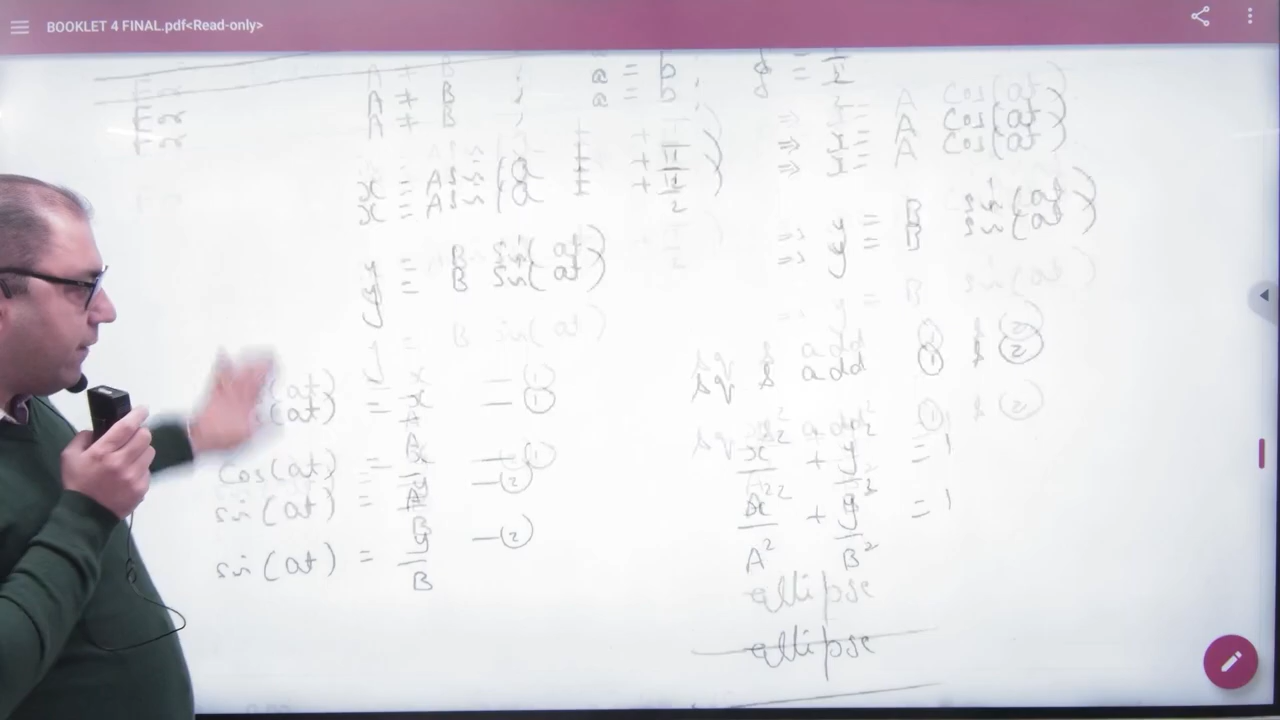 BOOKLET 4 FINAL.pdf<Read-only>
A ≠ B , a = b , δ = π/2
x = A sin (at + π/2) ⇒ x = A cos(at)
y = B sin(at) ⇒ y = B sin(at)
cos(at) = x/A — ① sq & add ① & ②
sin(at) = y/B — ② x²/A² + y²/B² = 1
ellipse